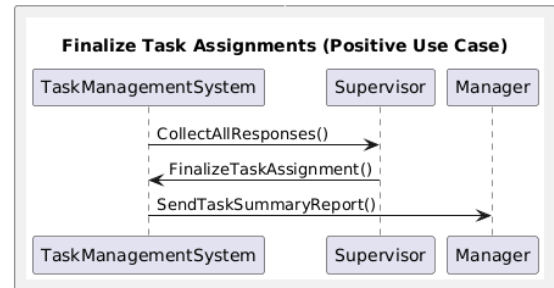 Finalize Task Assignments (Positive Use Case)
TaskManagementSystem Supervisor Manager
CollectAllResponses()
FinalizeTaskAssignment()
SendTaskSummaryReport()
TaskManagementSystem Supervisor Manager